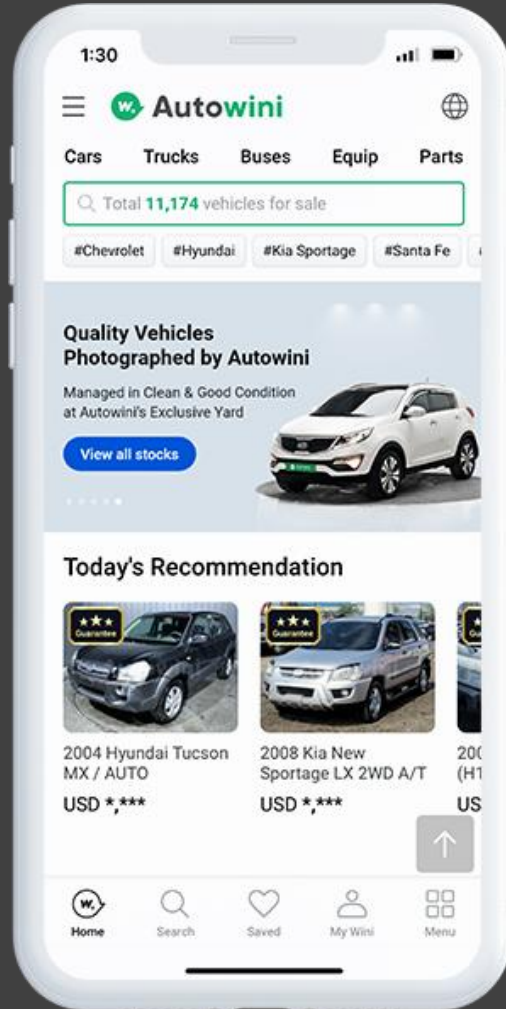 1:30
w. Autowini
Cars Trucks Buses Equip Parts
Total 11,174 vehicles for sale
#Chevrolet #Hyundai #Kia Sportage #Santa Fe
Quality Vehicles
Photographed by Autowini
Managed in Clean & Good Condition
at Autowini's Exclusive Yard
View all stocks
Today's Recommendation
Guarantee Guarantee
2004 Hyundai Tucson
MX / AUTO
USD *,***
2008 Kia New
Sportage LX 2WD A/T
USD *,***
200
(H1
US
w.
Home Search Saved My Wini Menu